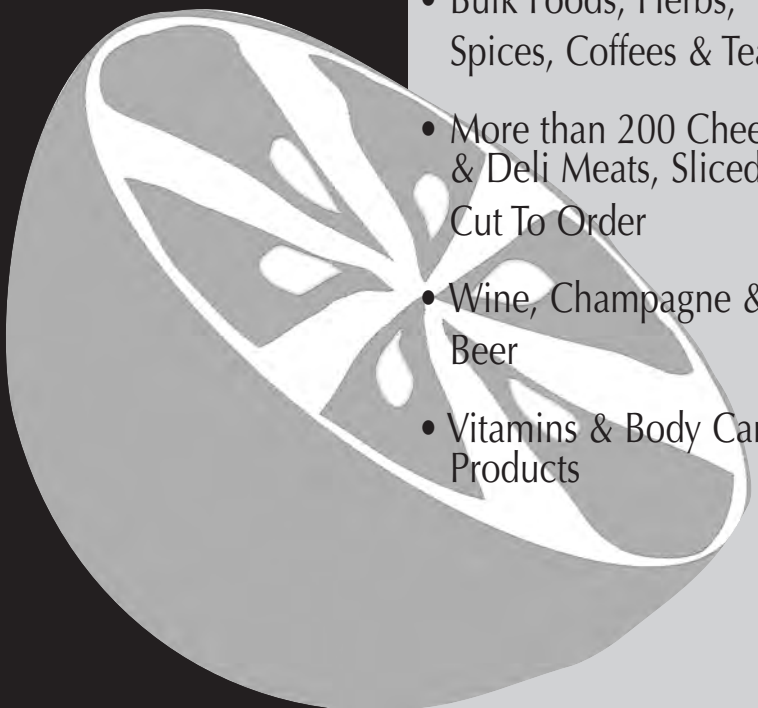 • Bulk Foods, Herbs,
Spices, Coffees & Tea
• More than 200 Chee
& Deli Meats, Sliced
Cut To Order
• Wine, Champagne &
Beer
• Vitamins & Body Car
Products